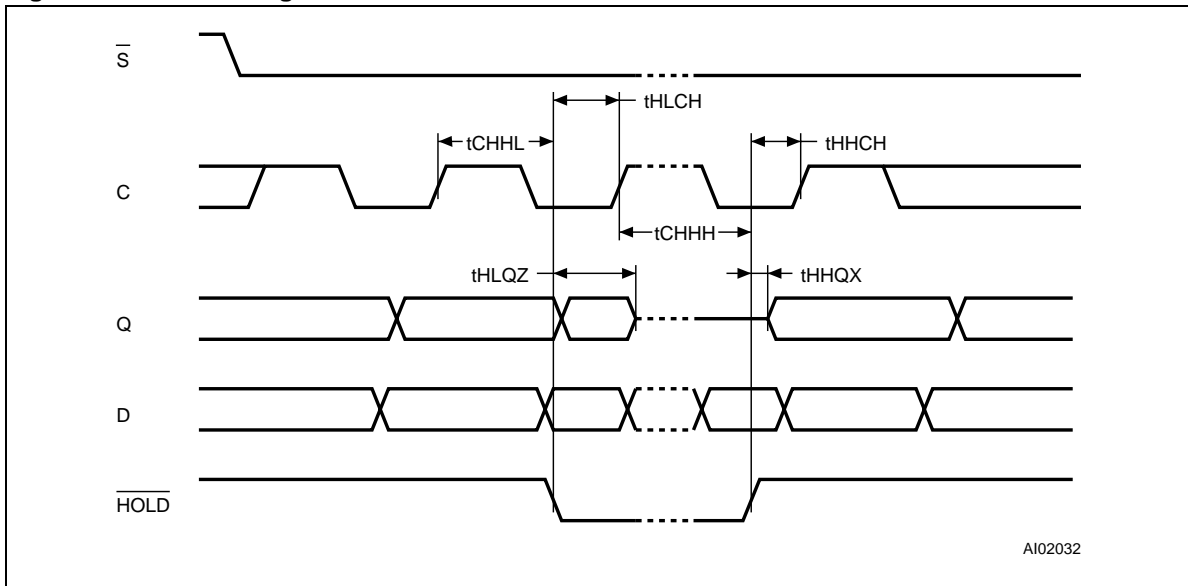 S
tHLCH
tCHHL
tHHCH
C
tCHHH
tHLQZ
tHHQX
Q
D
HOLD
AI02032